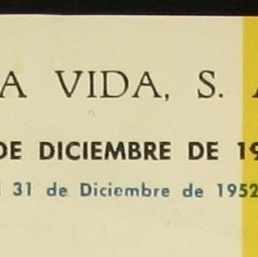 A VIDA, S. A
DE DICIEMBRE DE 19
31 de Diciembre de 1952